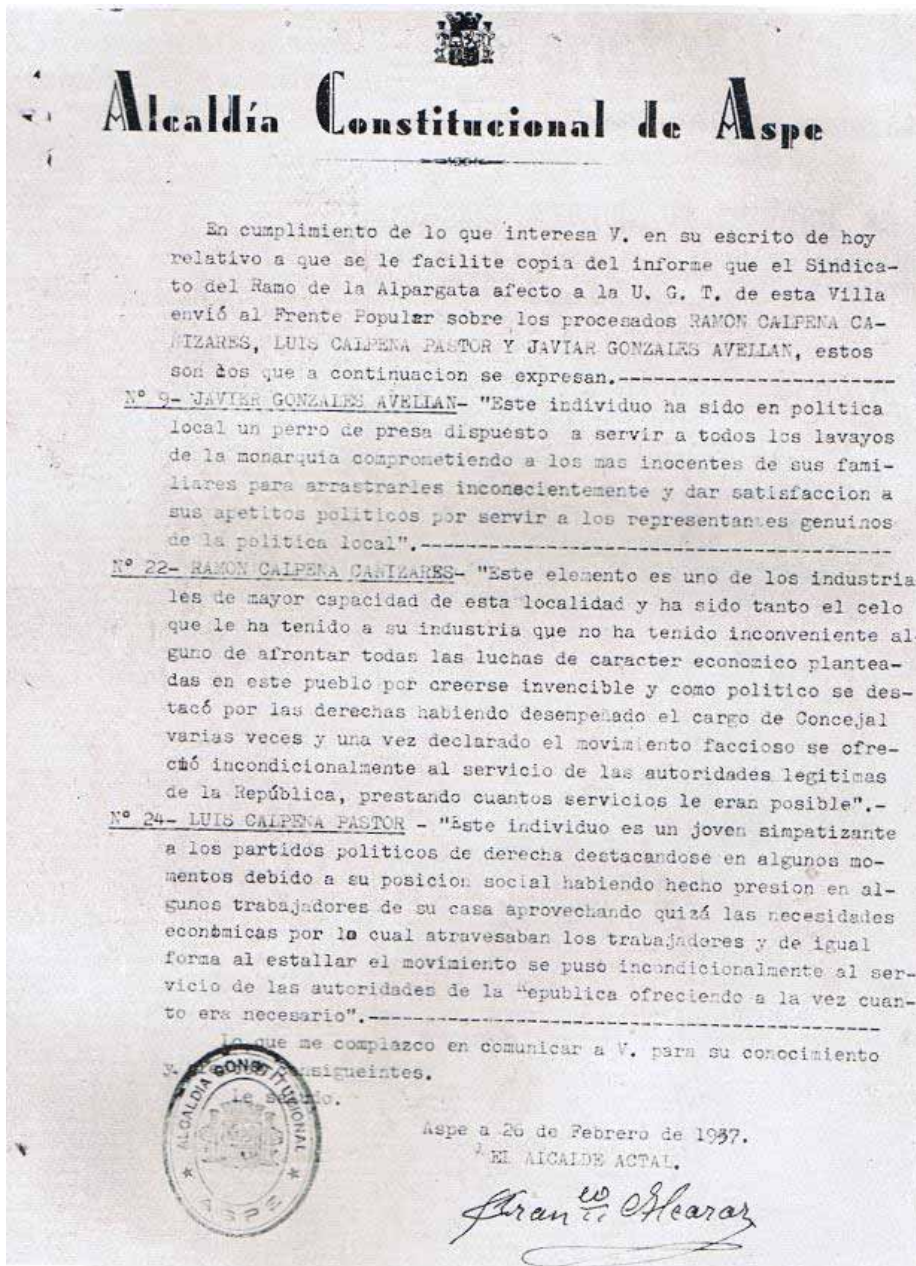 Alcaldía Constitucional de Aspe
En cumplimiento de lo que interesa V. en su escrito de hoy
relativo a que se le facilite copia del informe que el Sindica-
to del Ramo de la Alpargata afecto a la U. G. T. de esta Villa
envió al Frente Popular sobre los procesados RAMON CALPENA CA-
ÑIZARES, LUIS CALPENA PASTOR Y JAVIAR GONZALES AVELLAN, estos
son los que a continuacion se expresan.-------------------------
Nº 9- JAVIER GONZALES AVELLAN- "Este individuo ha sido en politica
local un perro de presa dispuesto a servir a todos los lavayos
de la monarquia comprometiendo a los mas inocentes de sus fami-
liares para arrastrarles inconscientemente y dar satisfaccion a
sus apetitos politicos por servir a los representantes genuinos
de la politica local".-------------------------------------------
Nº 22- RAMON CALPENA CAÑIZARES- "Este elemento es uno de los industria
les de mayor capacidad de esta localidad y ha sido tanto el celo
que le ha tenido a su industria que no ha tenido inconveniente al-
guno de afrontar todas las luchas de caracter economico plantea-
das en este pueblo por creerse invencible y como politico se des-
tacó por las derechas habiendo desempeñado el cargo de Concejal
varias veces y una vez declarado el movimiento faccioso se ofre-
ció incondicionalmente al servicio de las autoridades legitimas
de la República, prestando cuantos servicios le eran posible".-
Nº 24- LUIS CALPENA PASTOR - "Este individuo es un joven simpatizante
a los partidos politicos de derecha destacandose en algunos mo-
mentos debido a su posicion social habiendo hecho presion en al-
gunos trabajadores de su casa aprovechando quizá las necesidades
económicas por lo cual atravesaban los trabajadores y de igual
forma al estallar el movimiento se puso incondicionalmente al ser-
vicio de las autoridades de la "epublica ofreciendo a la vez cuan-
to era necesario".-----------------------------------------------
Lo que me complazco en comunicar a V. para su conocimiento
y consigueintes.
Le saludo.
Aspe a 26 de Febrero de 1937.
EL ALCALDE ACTAL.
Fran co Alcaraz
ALCALDIA CONSTITUCIONAL
ASPE